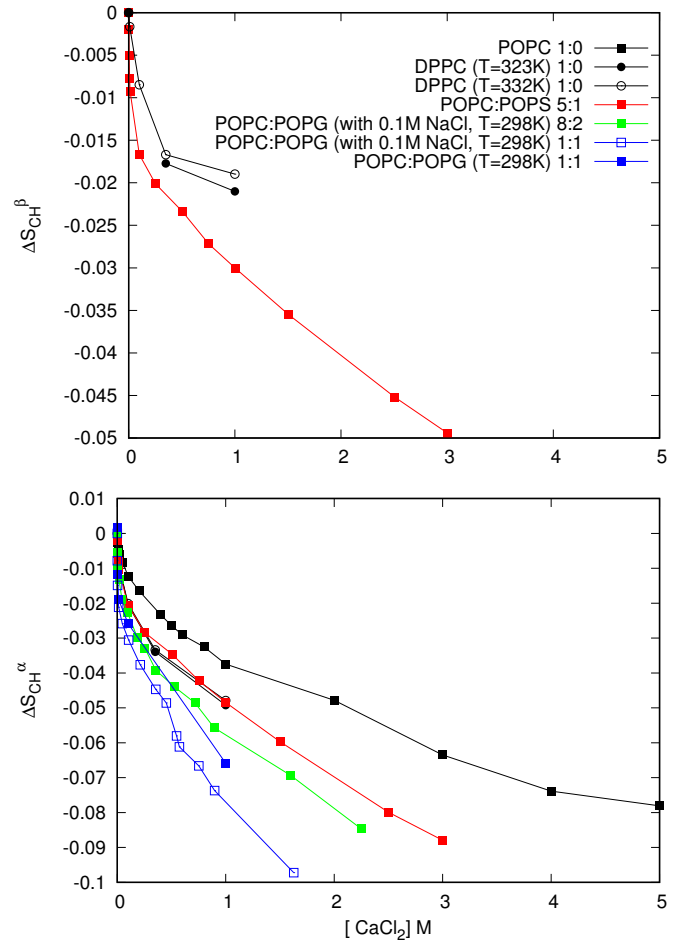 0
-0.005
-0.01
-0.015
-0.02
-0.025
-0.03
-0.035
-0.04
-0.045
-0.05
ΔS_CH^β
POPC 1:0
DPPC (T=323K) 1:0
DPPC (T=332K) 1:0
POPC:POPS 5:1
POPC:POPG (with 0.1M NaCl, T=298K) 8:2
POPC:POPG (with 0.1M NaCl, T=298K) 1:1
POPC:POPG (T=298K) 1:1
0 1 2 3 4 5
0.01
0
-0.01
-0.02
-0.03
-0.04
-0.05
-0.06
-0.07
-0.08
-0.09
-0.1
ΔS_CH^α
0 1 2 3 4 5
[ CaCl₂] M